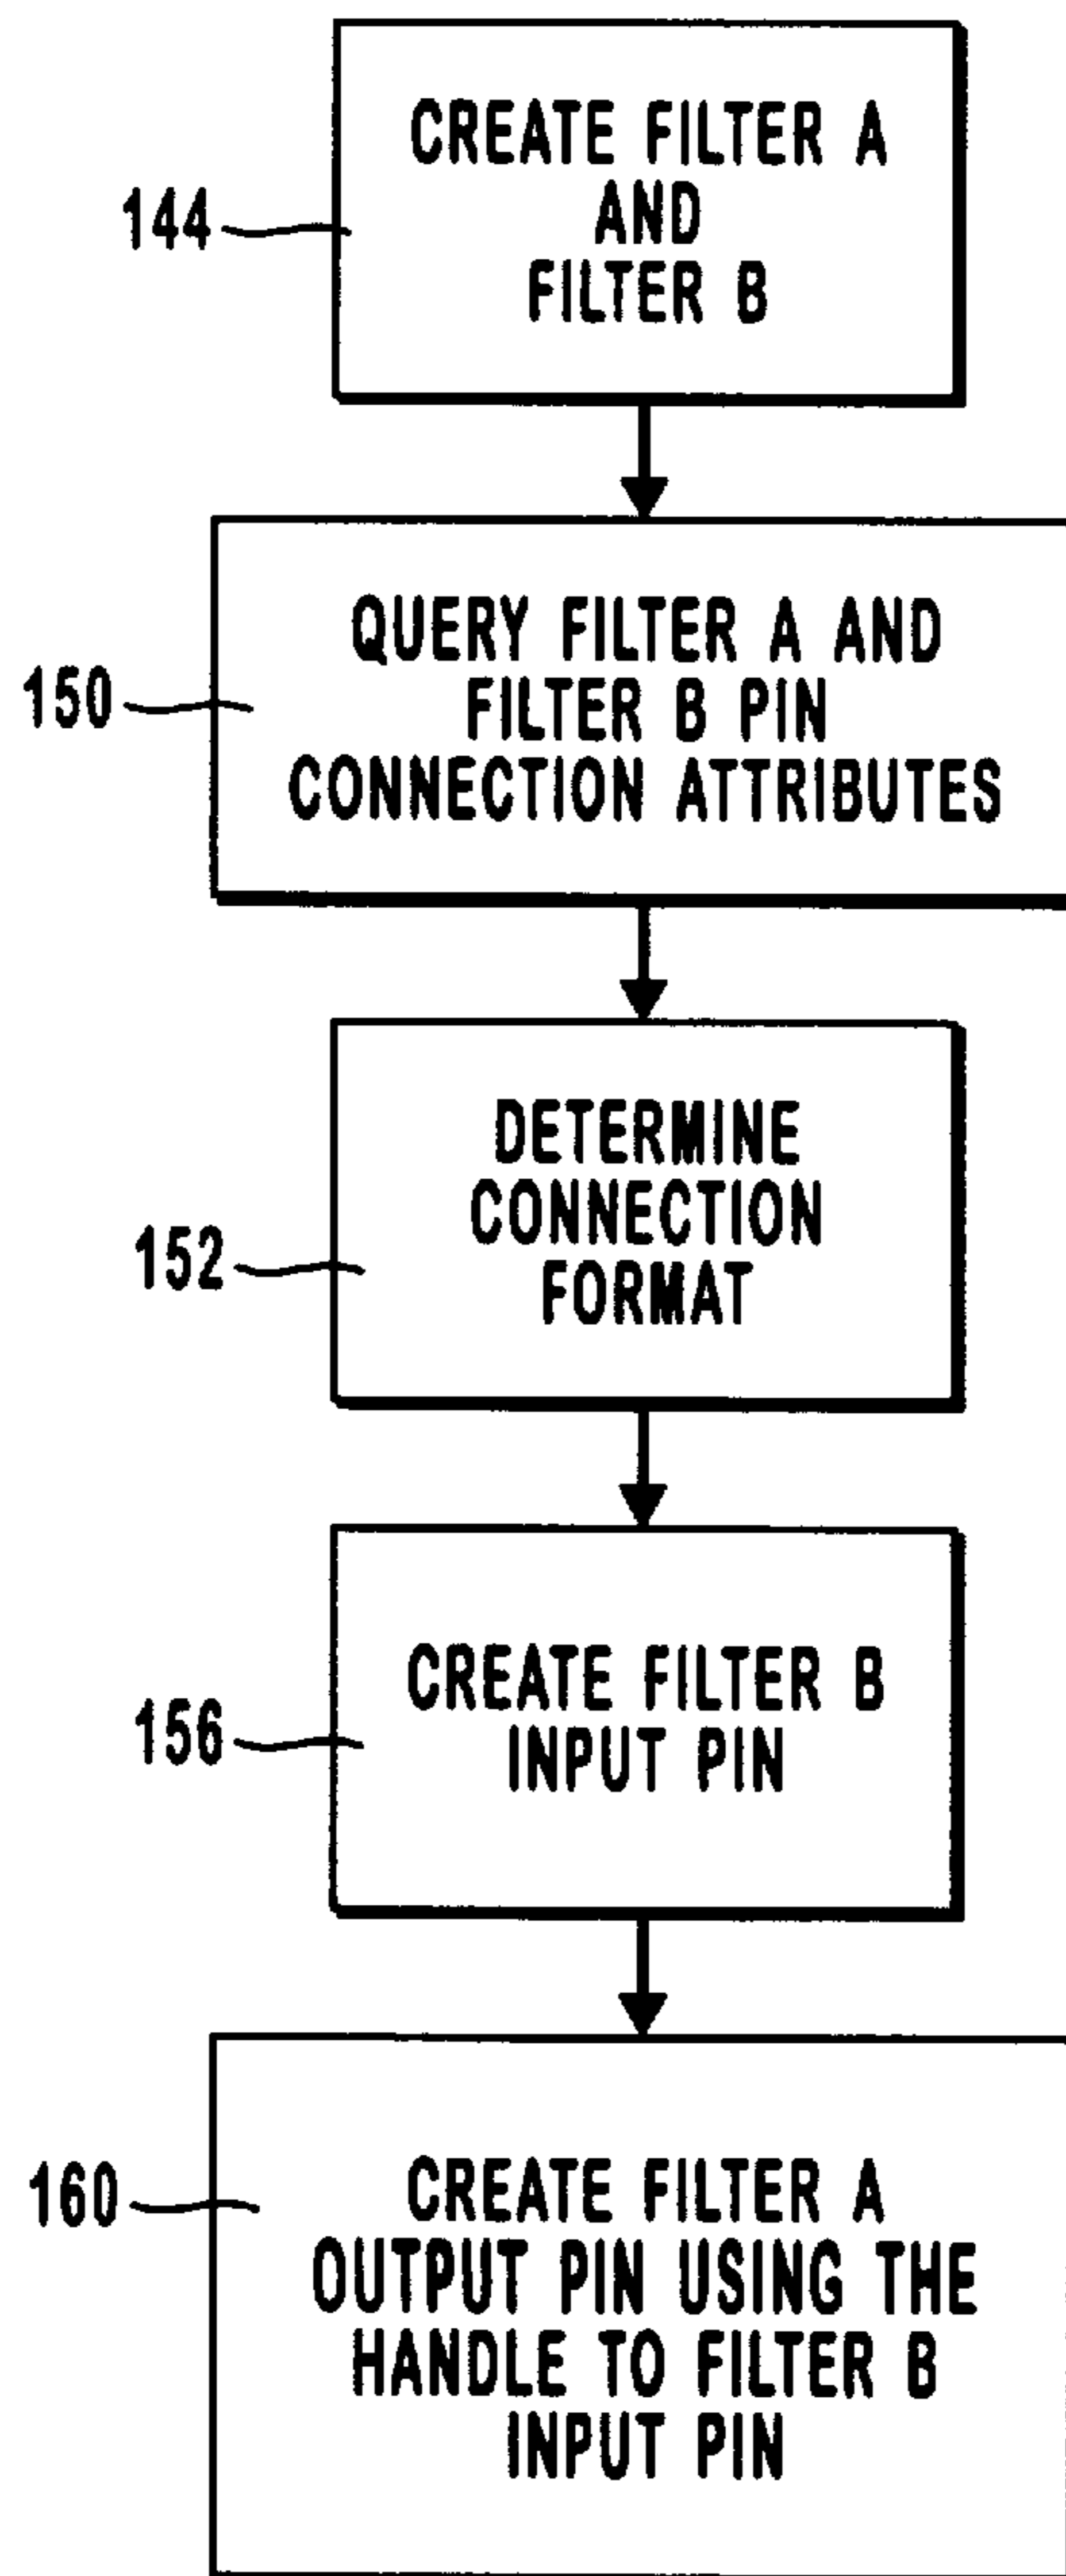 CREATE FILTER A
AND
FILTER B
144
QUERY FILTER A AND
FILTER B PIN
CONNECTION ATTRIBUTES
150
DETERMINE
CONNECTION
FORMAT
152
CREATE FILTER B
INPUT PIN
156
CREATE FILTER A
OUTPUT PIN USING THE
HANDLE TO FILTER B
INPUT PIN
160